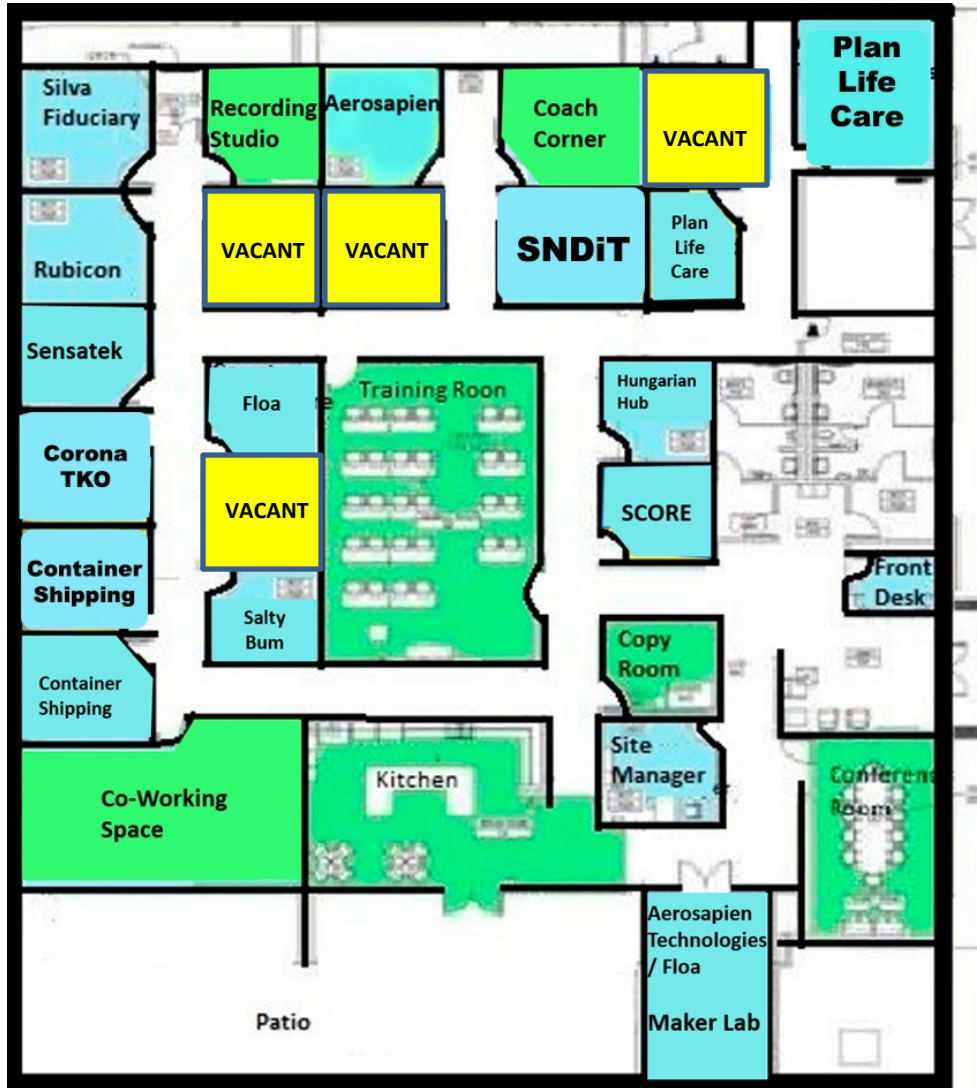 Silva
Fiduciary
Recording
Studio
Aerosapien
Coach
Corner
VACANT
Plan
Life
Care
Rubicon
VACANT
VACANT
SNDiT
Plan
Life
Care
Sensatek
Floa
Training Roon
Hungarian
Hub
Corona
TKO
VACANT
SCORE
Container
Shipping
Salty
Bum
Front
Desk
Container
Shipping
Copy
Room
Site
Manager
Co-Working
Space
Kitchen
Conference
Room
Aerosapien
Technologies
/ Floa
Maker Lab
Patio